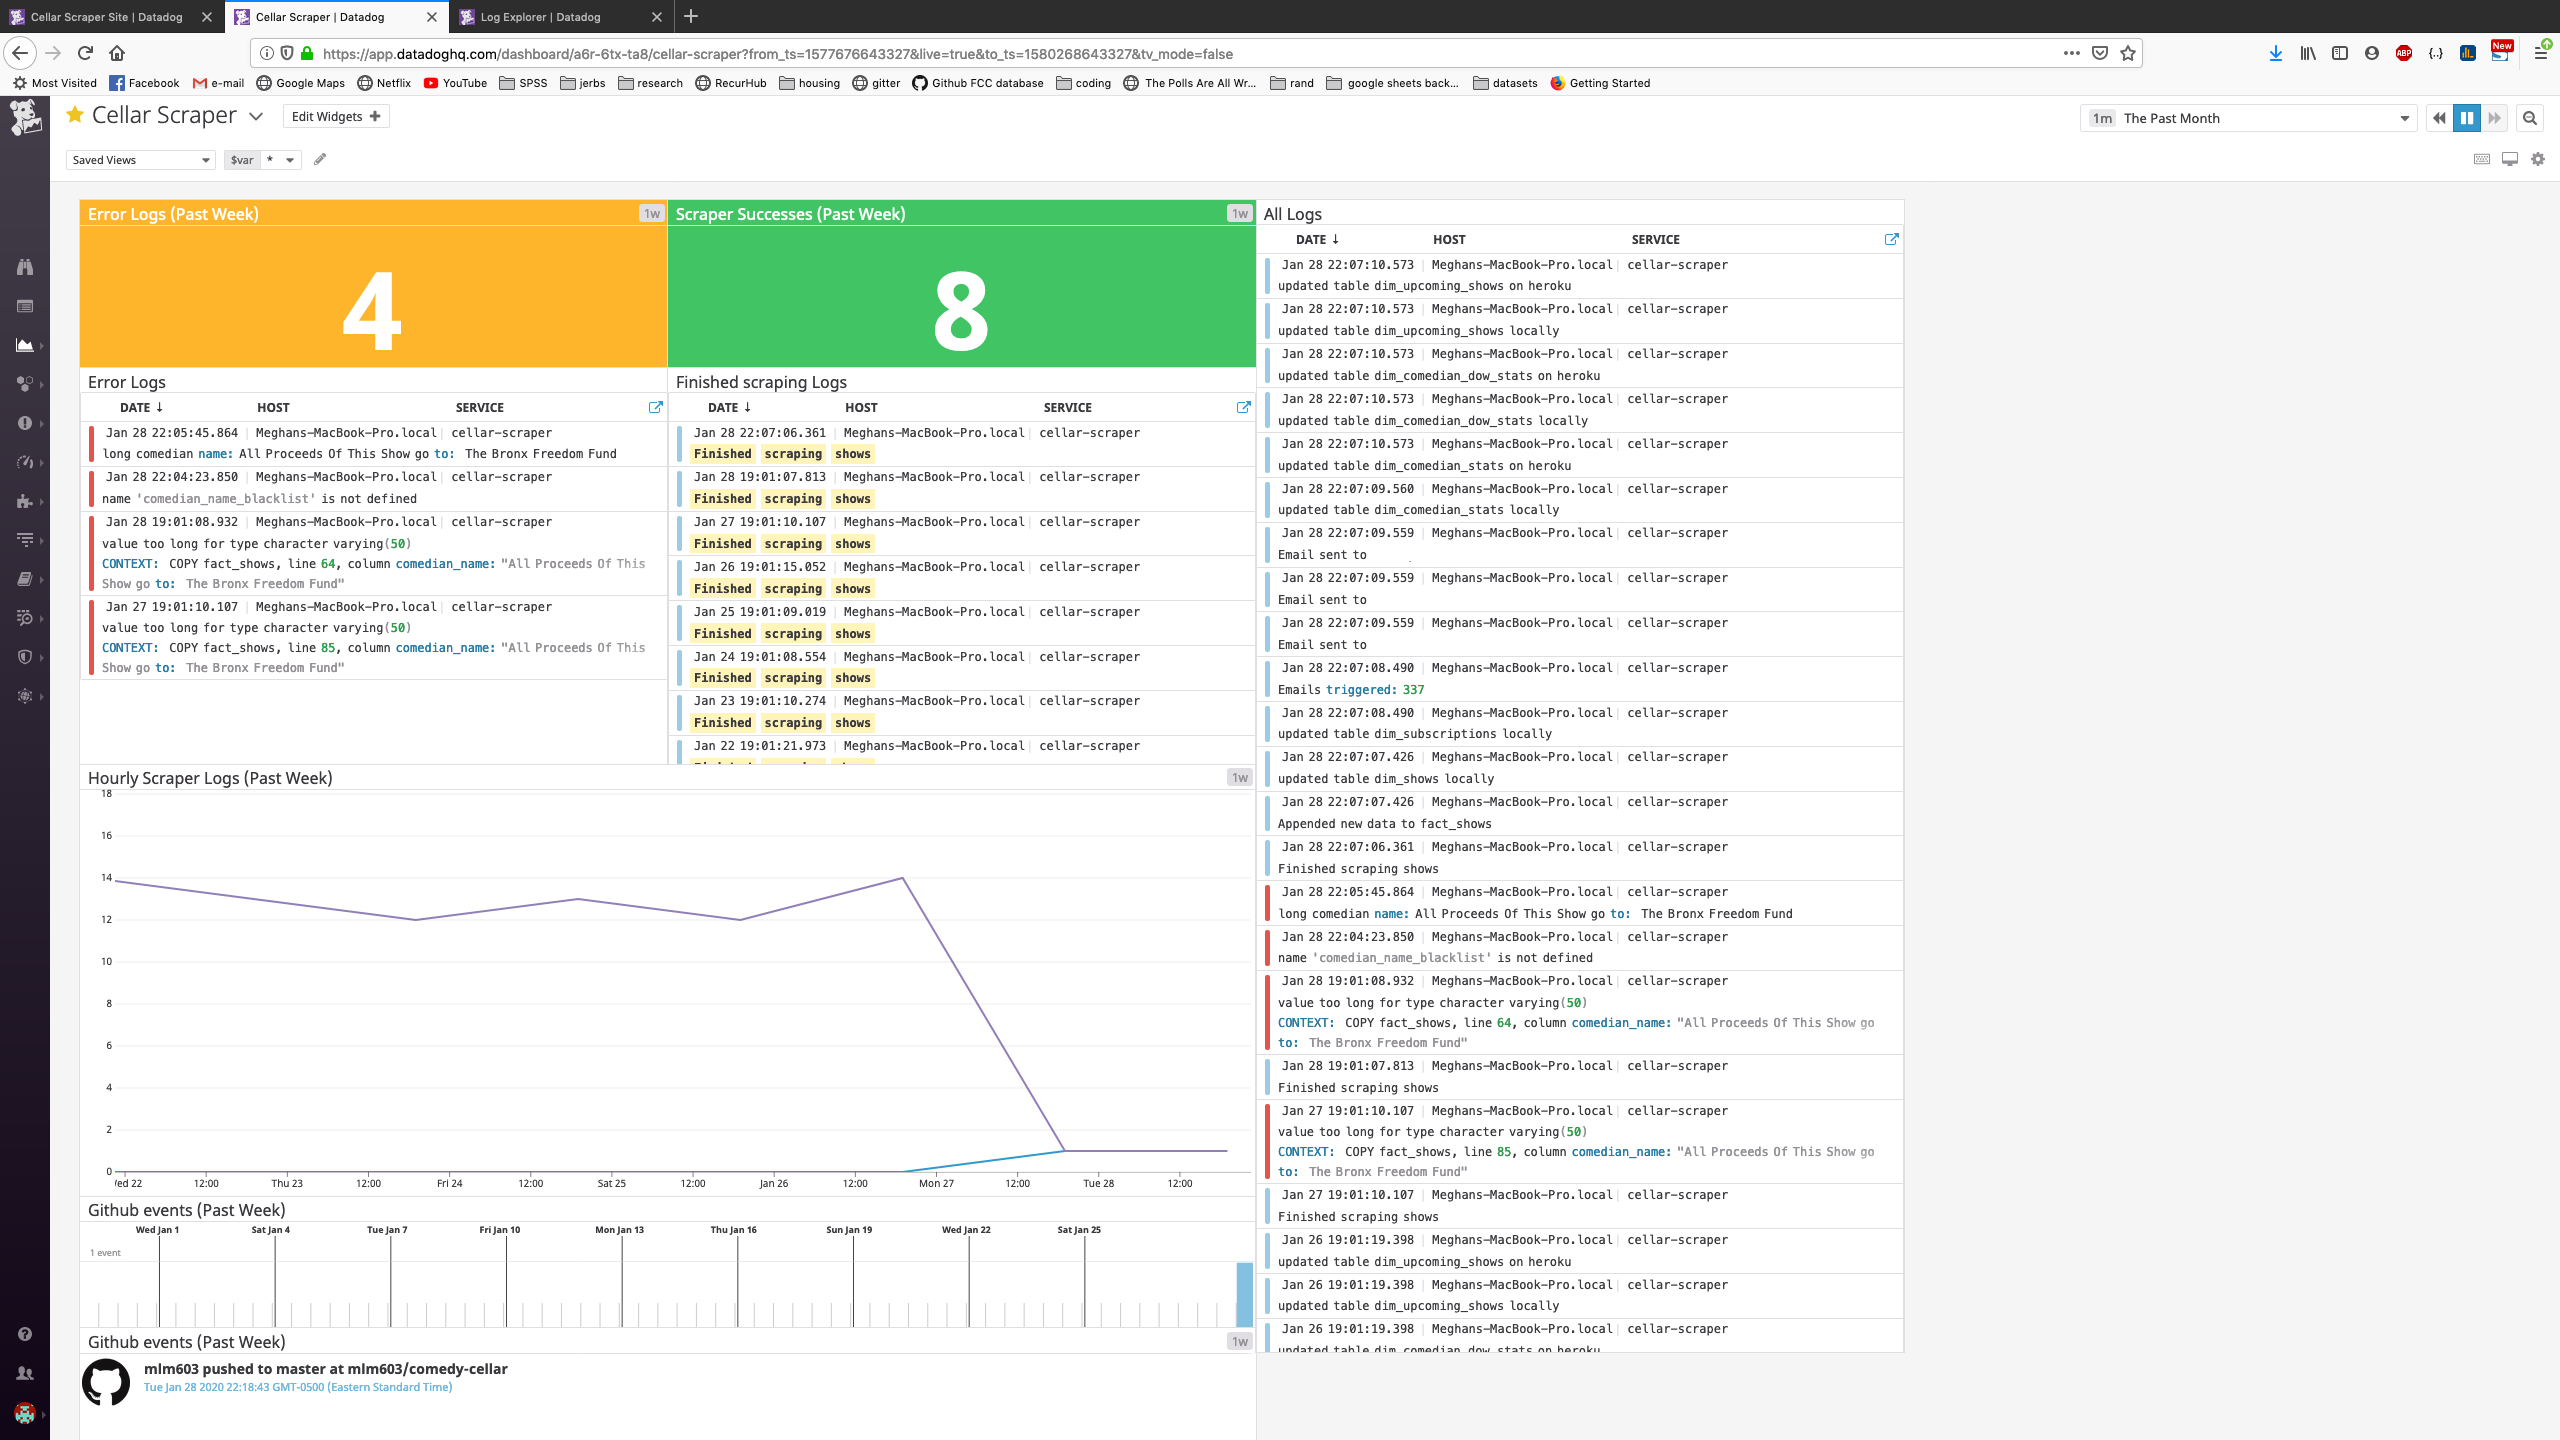 Cellar Scraper Site | Datadog
Cellar Scraper | Datadog
Log Explorer | Datadog
https://app.datadoghq.com/dashboard/a6r-6tx-ta8/cellar-scraper?from_ts=1577676643327&live=true&to_ts=1580268643327&tv_mode=false
ABP
New
Most Visited Facebook e-mail Google Maps Netflix YouTube SPSS jerbs research RecurHub housing gitter Github FCC database coding The Polls Are All Wr... rand google sheets back... datasets Getting Started
Cellar Scraper
Edit Widgets +
1m The Past Month
Saved Views
$var *
Error Logs (Past Week) 1w
4
Scraper Successes (Past Week) 1w
8
Error Logs
DATE ↓ HOST SERVICE
Jan 28 22:05:45.864 | Meghans-MacBook-Pro.local | cellar-scraper
long comedian name: All Proceeds Of This Show go to: The Bronx Freedom Fund
Jan 28 22:04:23.850 | Meghans-MacBook-Pro.local | cellar-scraper
name 'comedian_name_blacklist' is not defined
Jan 28 19:01:08.932 | Meghans-MacBook-Pro.local | cellar-scraper
value too long for type character varying(50)
CONTEXT: COPY fact_shows, line 64, column comedian_name: "All Proceeds Of This
Show go to: The Bronx Freedom Fund"
Jan 27 19:01:10.107 | Meghans-MacBook-Pro.local | cellar-scraper
value too long for type character varying(50)
CONTEXT: COPY fact_shows, line 85, column comedian_name: "All Proceeds Of This
Show go to: The Bronx Freedom Fund"
Finished scraping Logs
DATE ↓ HOST SERVICE
Jan 28 22:07:06.361 | Meghans-MacBook-Pro.local | cellar-scraper
Finished scraping shows
Jan 28 19:01:07.813 | Meghans-MacBook-Pro.local | cellar-scraper
Finished scraping shows
Jan 27 19:01:10.107 | Meghans-MacBook-Pro.local | cellar-scraper
Finished scraping shows
Jan 26 19:01:15.052 | Meghans-MacBook-Pro.local | cellar-scraper
Finished scraping shows
Jan 25 19:01:09.019 | Meghans-MacBook-Pro.local | cellar-scraper
Finished scraping shows
Jan 24 19:01:08.554 | Meghans-MacBook-Pro.local | cellar-scraper
Finished scraping shows
Jan 23 19:01:10.274 | Meghans-MacBook-Pro.local | cellar-scraper
Finished scraping shows
Jan 22 19:01:21.973 | Meghans-MacBook-Pro.local | cellar-scraper
Hourly Scraper Logs (Past Week) 1w
18
16
14
12
10
8
6
4
2
0
ed 22 12:00 Thu 23 12:00 Fri 24 12:00 Sat 25 12:00 Jan 26 12:00 Mon 27 12:00 Tue 28 12:00
Github events (Past Week)
Wed Jan 1 Sat Jan 4 Tue Jan 7 Fri Jan 10 Mon Jan 13 Thu Jan 16 Sun Jan 19 Wed Jan 22 Sat Jan 25
1 event
Github events (Past Week) 1w
mlm603 pushed to master at mlm603/comedy-cellar
Tue Jan 28 2020 22:18:43 GMT-0500 (Eastern Standard Time)
All Logs
DATE ↓ HOST SERVICE
Jan 28 22:07:10.573 | Meghans-MacBook-Pro.local | cellar-scraper
updated table dim_upcoming_shows on heroku
Jan 28 22:07:10.573 | Meghans-MacBook-Pro.local | cellar-scraper
updated table dim_upcoming_shows locally
Jan 28 22:07:10.573 | Meghans-MacBook-Pro.local | cellar-scraper
updated table dim_comedian_dow_stats on heroku
Jan 28 22:07:10.573 | Meghans-MacBook-Pro.local | cellar-scraper
updated table dim_comedian_dow_stats locally
Jan 28 22:07:10.573 | Meghans-MacBook-Pro.local | cellar-scraper
updated table dim_comedian_stats on heroku
Jan 28 22:07:09.560 | Meghans-MacBook-Pro.local | cellar-scraper
updated table dim_comedian_stats locally
Jan 28 22:07:09.559 | Meghans-MacBook-Pro.local | cellar-scraper
Email sent to
Jan 28 22:07:09.559 | Meghans-MacBook-Pro.local | cellar-scraper
Email sent to
Jan 28 22:07:09.559 | Meghans-MacBook-Pro.local | cellar-scraper
Email sent to
Jan 28 22:07:08.490 | Meghans-MacBook-Pro.local | cellar-scraper
Emails triggered: 337
Jan 28 22:07:08.490 | Meghans-MacBook-Pro.local | cellar-scraper
updated table dim_subscriptions locally
Jan 28 22:07:07.426 | Meghans-MacBook-Pro.local | cellar-scraper
updated table dim_shows locally
Jan 28 22:07:07.426 | Meghans-MacBook-Pro.local | cellar-scraper
Appended new data to fact_shows
Jan 28 22:07:06.361 | Meghans-MacBook-Pro.local | cellar-scraper
Finished scraping shows
Jan 28 22:05:45.864 | Meghans-MacBook-Pro.local | cellar-scraper
long comedian name: All Proceeds Of This Show go to: The Bronx Freedom Fund
Jan 28 22:04:23.850 | Meghans-MacBook-Pro.local | cellar-scraper
name 'comedian_name_blacklist' is not defined
Jan 28 19:01:08.932 | Meghans-MacBook-Pro.local | cellar-scraper
value too long for type character varying(50)
CONTEXT: COPY fact_shows, line 64, column comedian_name: "All Proceeds Of This Show go
to: The Bronx Freedom Fund"
Jan 28 19:01:07.813 | Meghans-MacBook-Pro.local | cellar-scraper
Finished scraping shows
Jan 27 19:01:10.107 | Meghans-MacBook-Pro.local | cellar-scraper
value too long for type character varying(50)
CONTEXT: COPY fact_shows, line 85, column comedian_name: "All Proceeds Of This Show go
to: The Bronx Freedom Fund"
Jan 27 19:01:10.107 | Meghans-MacBook-Pro.local | cellar-scraper
Finished scraping shows
Jan 26 19:01:19.398 | Meghans-MacBook-Pro.local | cellar-scraper
updated table dim_upcoming_shows on heroku
Jan 26 19:01:19.398 | Meghans-MacBook-Pro.local | cellar-scraper
updated table dim_upcoming_shows locally
Jan 26 19:01:19.398 | Meghans-MacBook-Pro.local | cellar-scraper
updated table dim_comedian_dow_stats on heroku